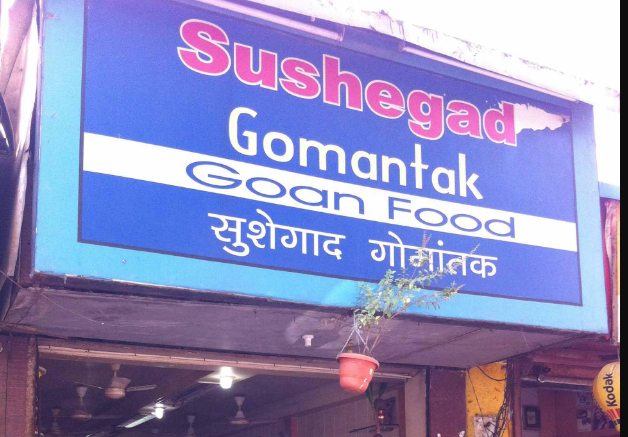 Sushegad
Gomantak
Goan Food
सुशेगाद गोमांतक
Kodak